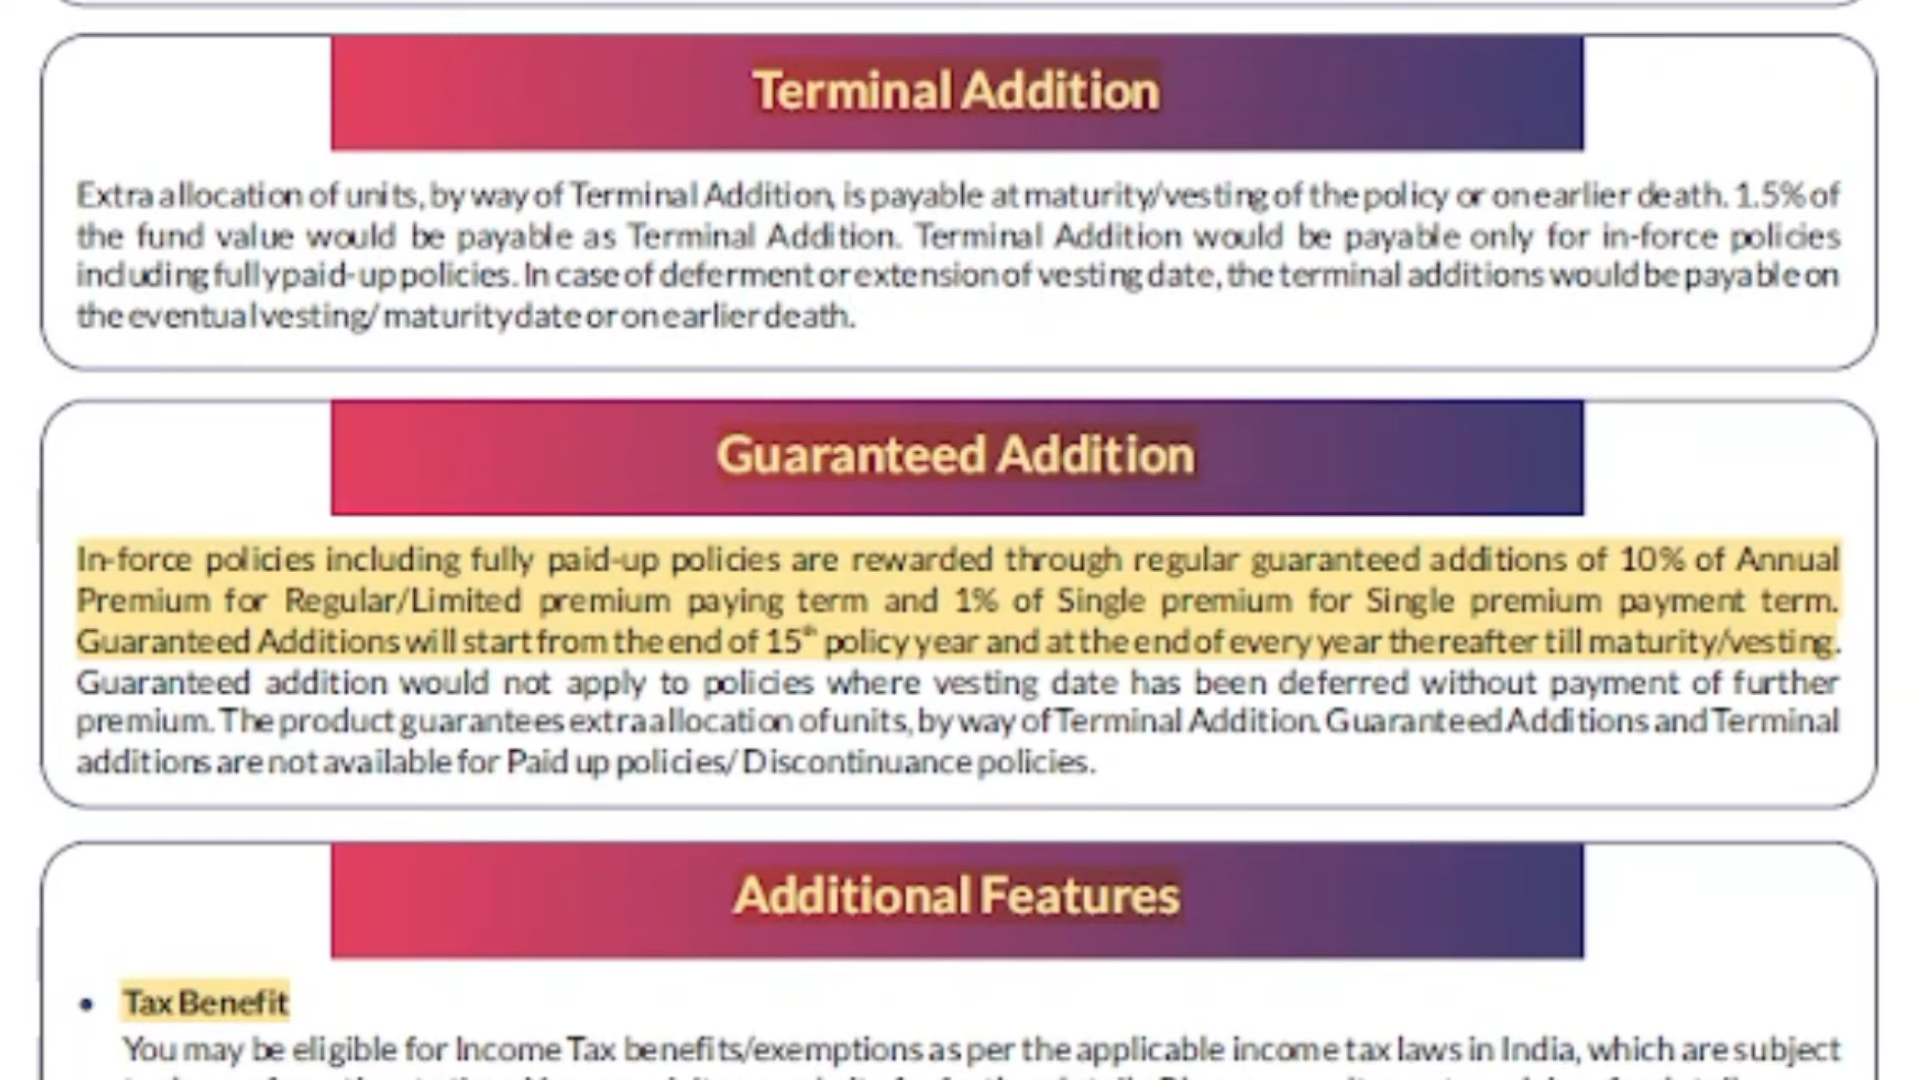 Terminal Addition
Extra allocation of units, by way of Terminal Addition, is payable at maturity/vesting of the policy or on earlier death. 1.5% of
the fund value would be payable as Terminal Addition. Terminal Addition would be payable only for in-force policies
including fully paid-up policies. In case of deferment or extension of vesting date, the terminal additions would be payable on
the eventual vesting/ maturity date or on earlier death.
Guaranteed Addition
In-force policies including fully paid-up policies are rewarded through regular guaranteed additions of 10% of Annual
Premium for Regular/Limited premium paying term and 1% of Single premium for Single premium payment term.
Guaranteed Additions will start from the end of 15th policy year and at the end of every year thereafter till maturity/vesting.
Guaranteed addition would not apply to policies where vesting date has been deferred without payment of further
premium. The product guarantees extra allocation of units, by way of Terminal Addition. Guaranteed Additions and Terminal
additions are not available for Paid up policies/ Discontinuance policies.
Additional Features
• Tax Benefit
You may be eligible for Income Tax benefits/exemptions as per the applicable income tax laws in India, which are subject